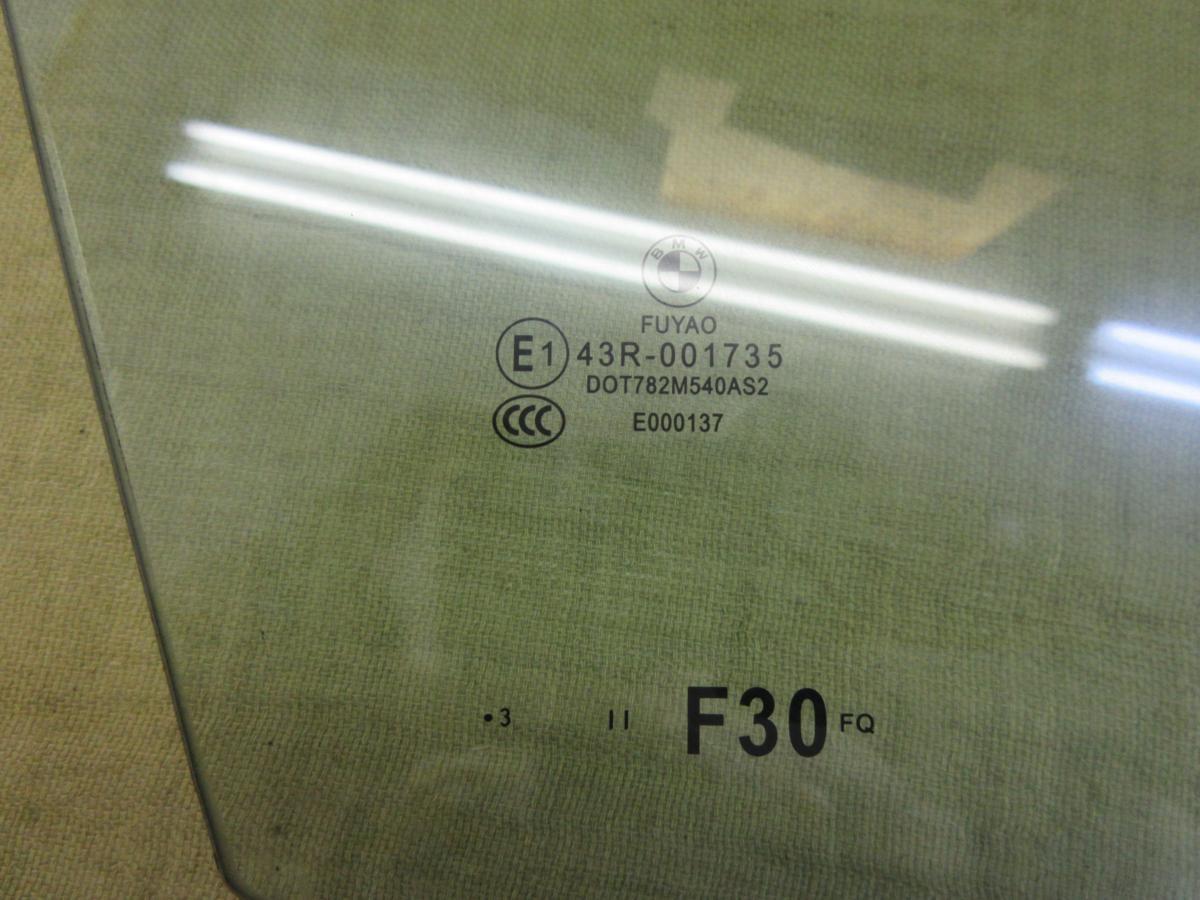 BMW
FUYAO
E1 43R-001735
DOT782M540AS2
CCC E000137
•3 II F30 FQ